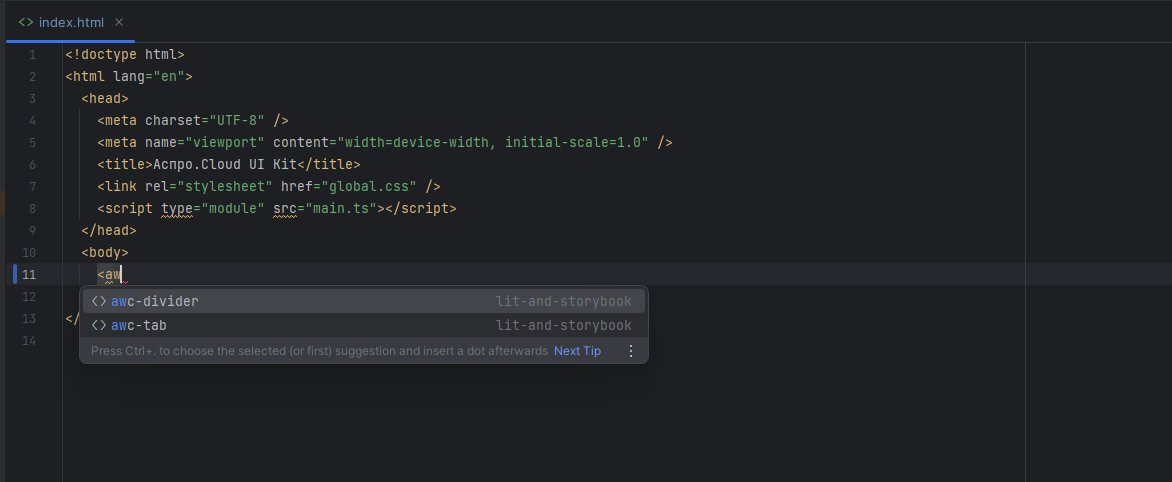 <> index.html ×
1 <!doctype html>
2 <html lang="en">
3 <head>
4 <meta charset="UTF-8" />
5 <meta name="viewport" content="width=device-width, initial-scale=1.0" />
6 <title>Аспро.Cloud UI Kit</title>
7 <link rel="stylesheet" href="global.css" />
8 <script type="module" src="main.ts"></script>
9 </head>
10 <body>
11 <aw
<> awc-divider lit-and-storybook
12
<> awc-tab lit-and-storybook
13 </
14
Press Ctrl+. to choose the selected (or first) suggestion and insert a dot afterwards Next Tip